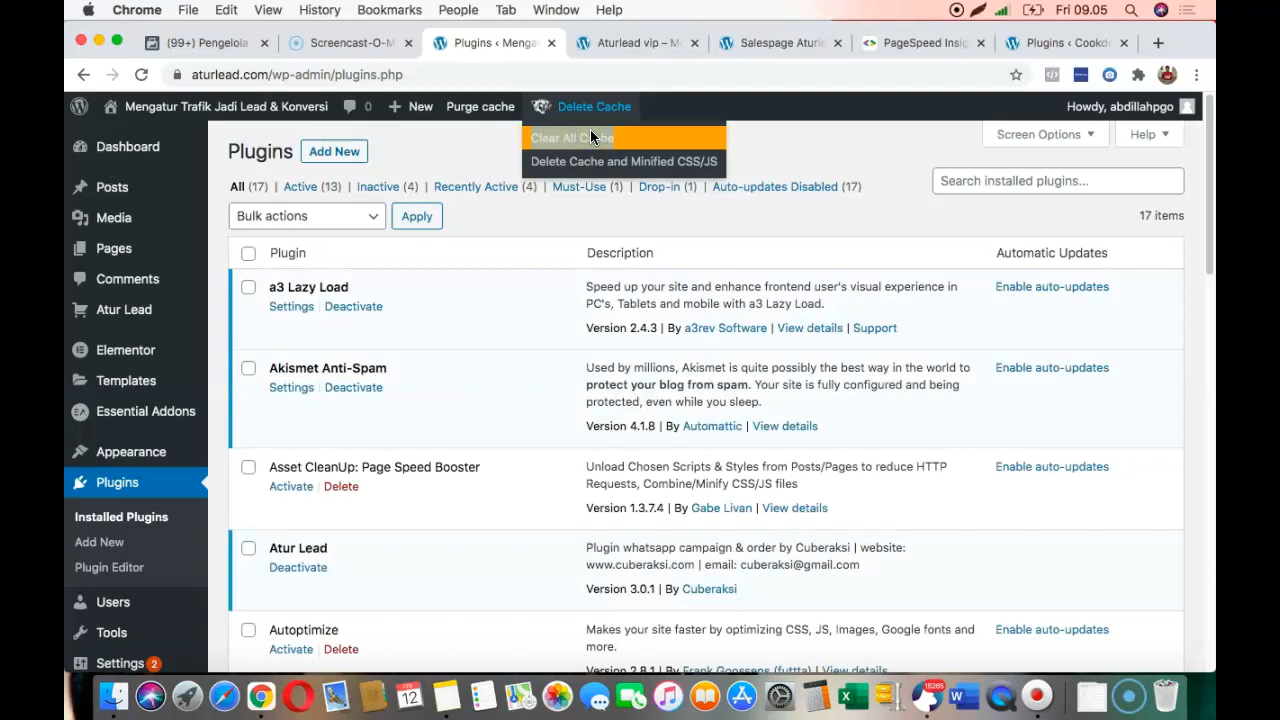 Chrome File Edit View History Bookmarks People Tab Window Help Fri 09.05
(99+) Pengelola Screencast-O-M Plugins ‹ Menga Aturlead vip – M Salespage Aturle PageSpeed Insig Plugins ‹ Cookd
aturlead.com/wp-admin/plugins.php
Mengatur Trafik Jadi Lead & Konversi 0 New Purge cache Delete Cache Howdy, abdillahpgo
Clear All Cache
Delete Cache and Minified CSS/JS
Screen Options Help
Plugins Add New
All (17) | Active (13) | Inactive (4) | Recently Active (4) | Must-Use (1) | Drop-in (1) | Auto-updates Disabled (17)
Search installed plugins...
Bulk actions Apply 17 items
Dashboard
Posts
Media
Pages
Comments
Atur Lead
Elementor
Templates
Essential Addons
Appearance
Plugins
Installed Plugins
Add New
Plugin Editor
Users
Tools
Settings 2
Plugin Description Automatic Updates
a3 Lazy Load
Settings | Deactivate
Speed up your site and enhance frontend user's visual experience in
PC's, Tablets and mobile with a3 Lazy Load.
Version 2.4.3 | By a3rev Software | View details | Support
Enable auto-updates
Akismet Anti-Spam
Settings | Deactivate
Used by millions, Akismet is quite possibly the best way in the world to
protect your blog from spam. Your site is fully configured and being
protected, even while you sleep.
Version 4.1.8 | By Automattic | View details
Enable auto-updates
Asset CleanUp: Page Speed Booster
Activate | Delete
Unload Chosen Scripts & Styles from Posts/Pages to reduce HTTP
Requests, Combine/Minify CSS/JS files
Version 1.3.7.4 | By Gabe Livan | View details
Enable auto-updates
Atur Lead
Deactivate
Plugin whatsapp campaign & order by Cuberaksi | website:
www.cuberaksi.com | email: cuberaksi@gmail.com
Version 3.0.1 | By Cuberaksi
Autoptimize
Activate | Delete
Makes your site faster by optimizing CSS, JS, Images, Google fonts and
more.
Version 2.8.1 | By Frank Goossens (futtta) | View details
Enable auto-updates
12
15265